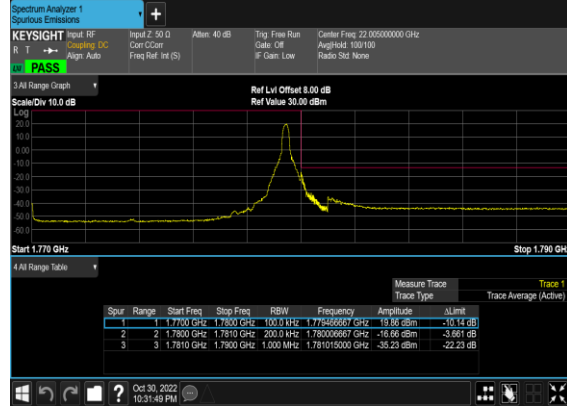 Spectrum Analyzer 1
Spurious Emissions
+
KEYSIGHT Input: RF Input Z: 50 Ω Atten: 40 dB Trig: Free Run Center Freq: 22.005000000 GHz
R T Coupling: DC Corr CCorr Gate: Off Avg|Hold: 100/100
Align: Auto Freq Ref: Int (S) IF Gain: Low Radio Std: None
PASS
3 All Range Graph Ref Lvl Offset 8.00 dB
Scale/Div 10.0 dB Ref Value 30.00 dBm
Log
20.0
10.0
0.00
-10.0
-20.0
-30.0
-40.0
-50.0
-60.0
Start 1.770 GHz Stop 1.790 GH
4 All Range Table
Measure Trace Trace 1
Trace Type Trace Average (Active)
Spur Range Start Freq Stop Freq RBW Frequency Amplitude ΔLimit
1 1 1.7700 GHz 1.7800 GHz 100.0 kHz 1.779466667 GHz 19.86 dBm -10.14 dB
2 2 1.7800 GHz 1.7810 GHz 200.0 kHz 1.780006667 GHz -16.66 dBm -3.661 dB
3 3 1.7810 GHz 1.7900 GHz 1.000 MHz 1.781015000 GHz -35.23 dBm -22.23 dB
? Oct 30, 2022
10:31:49 PM